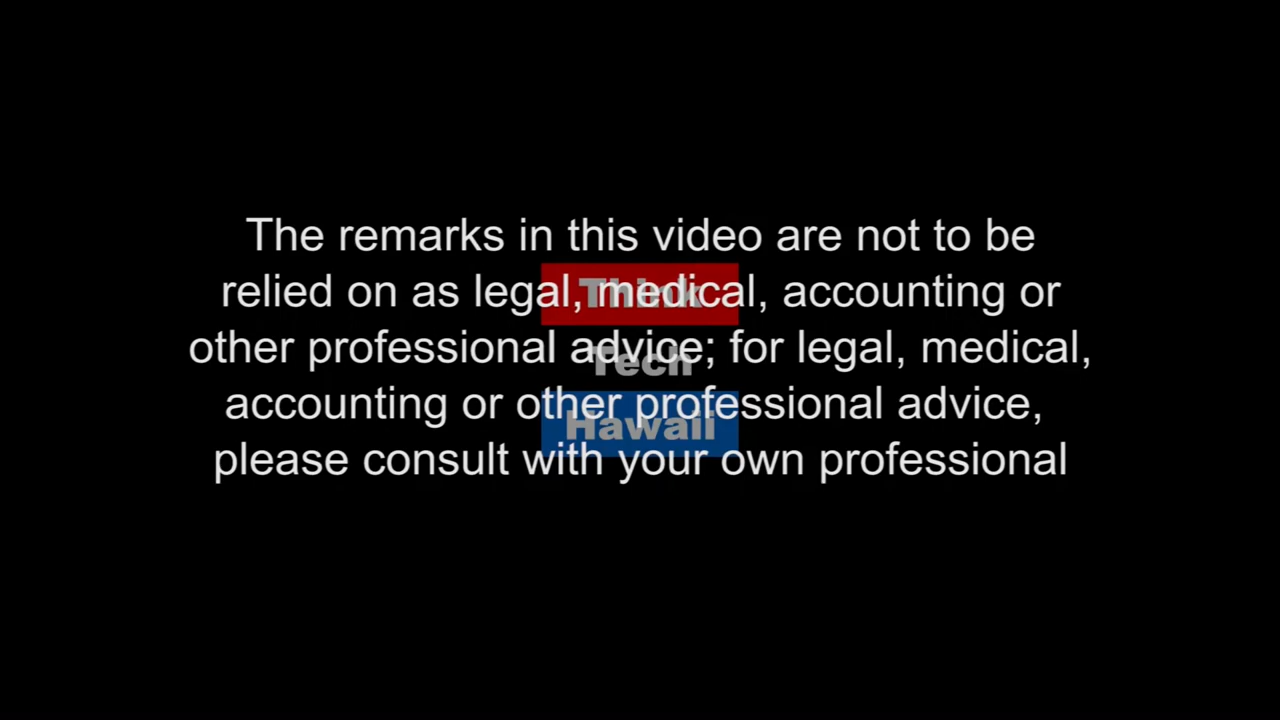 The remarks in this video are not to be
relied on as legal, medical, accounting or
other professional advice; for legal, medical,
accounting or other professional advice,
please consult with your own professional
Think
Tech
Hawaii